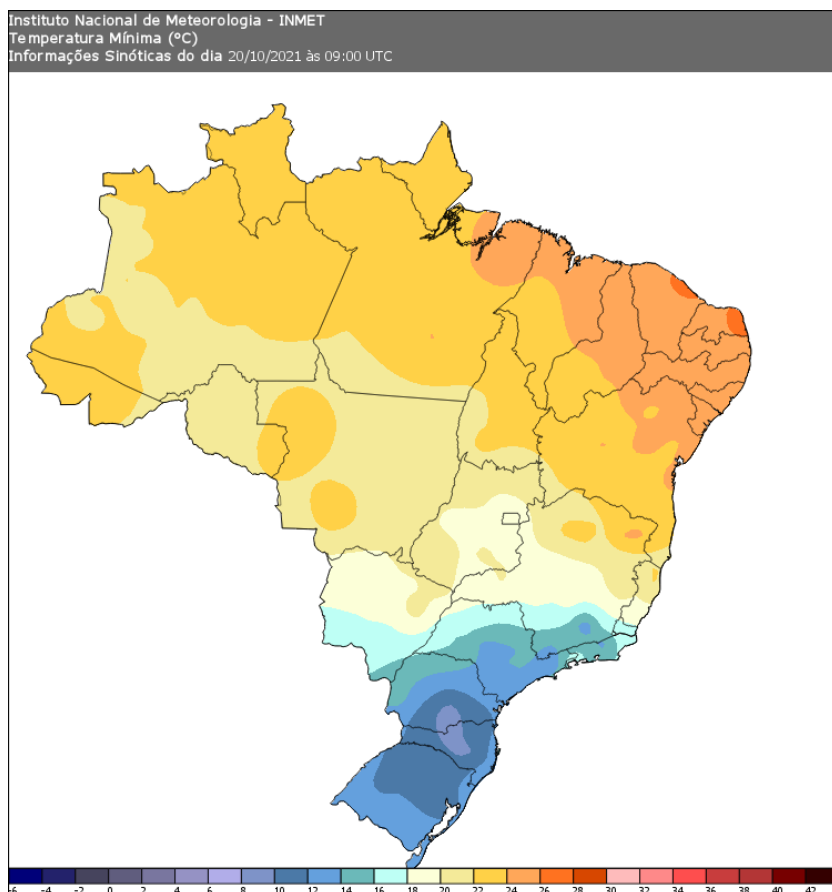 Instituto Nacional de Meteorologia - INMET
Temperatura Mínima (ºC)
Informações Sinóticas do dia 20/10/2021 às 09:00 UTC
-6 -4 -2 0 2 4 6 8 10 12 14 16 18 20 22 24 26 28 30 32 34 36 38 40 42